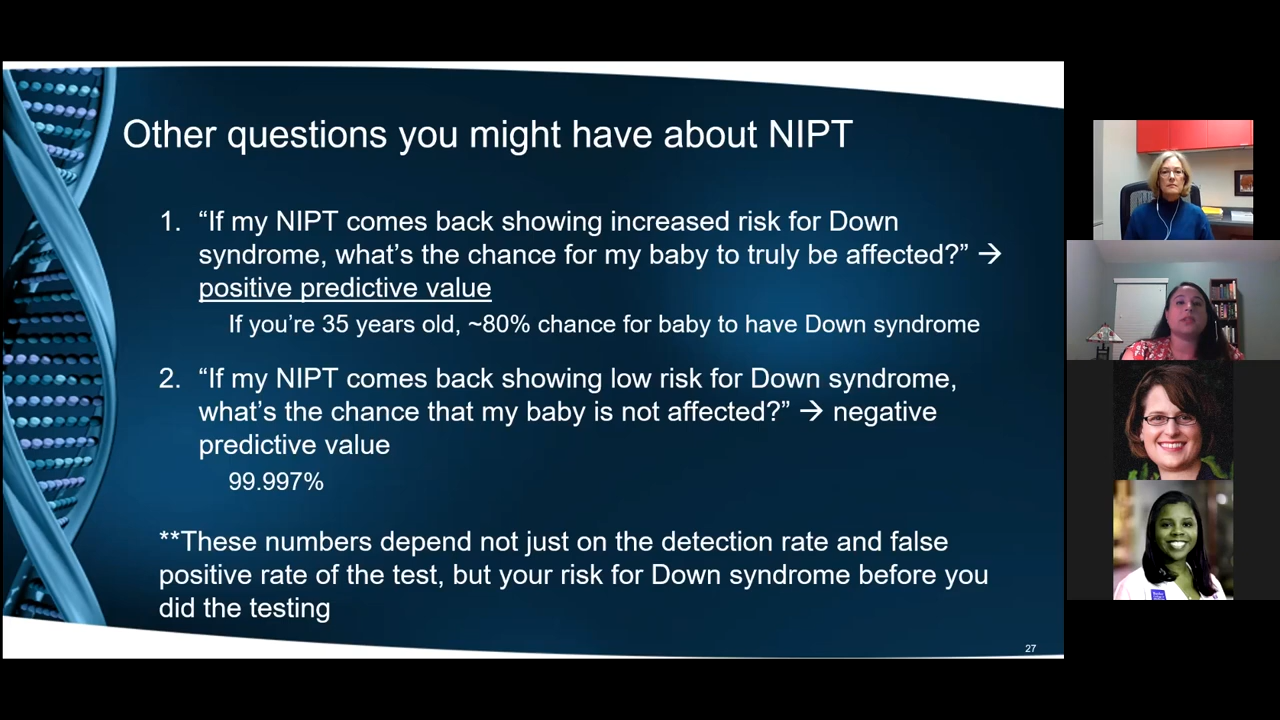 Other questions you might have about NIPT
1. “If my NIPT comes back showing increased risk for Down
syndrome, what’s the chance for my baby to truly be affected?” →
positive predictive value
If you’re 35 years old, ~80% chance for baby to have Down syndrome
2. “If my NIPT comes back showing low risk for Down syndrome,
what’s the chance that my baby is not affected?” → negative
predictive value
99.997%
**These numbers depend not just on the detection rate and false
positive rate of the test, but your risk for Down syndrome before you
did the testing
27